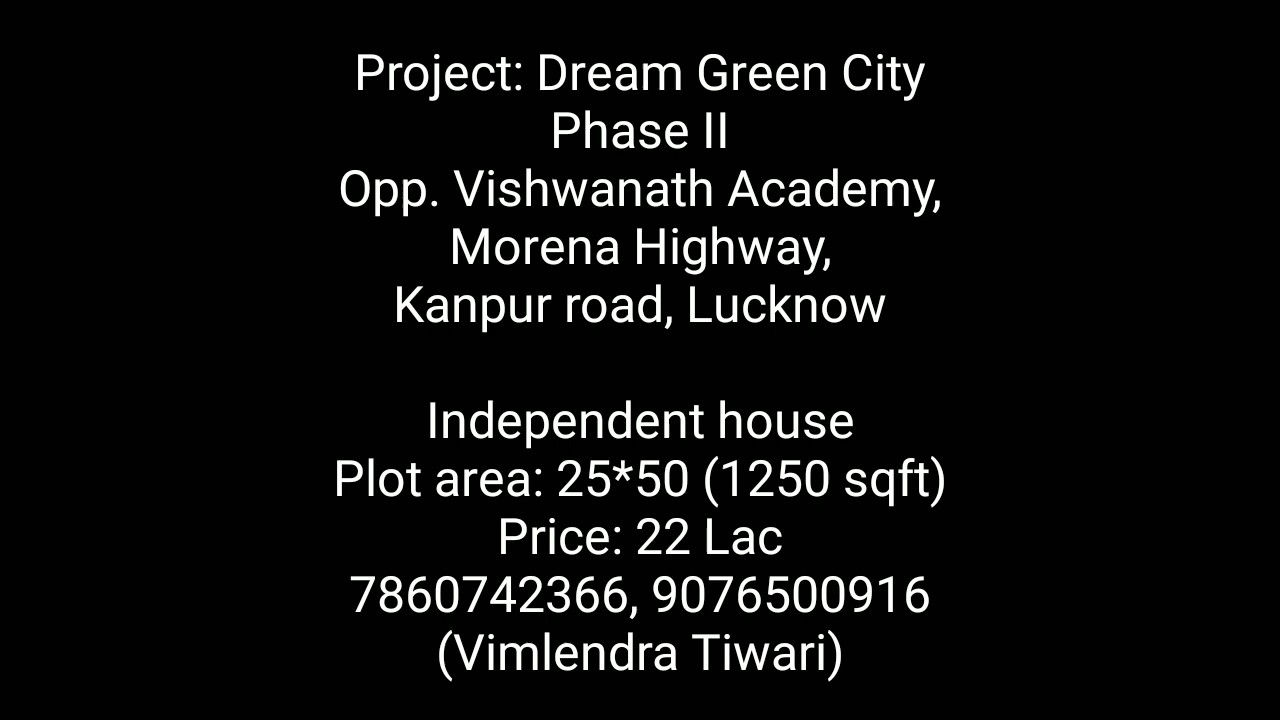 Project: Dream Green City
Phase II
Opp. Vishwanath Academy,
Morena Highway,
Kanpur road, Lucknow
Independent house
Plot area: 25*50 (1250 sqft)
Price: 22 Lac
7860742366, 9076500916
(Vimlendra Tiwari)